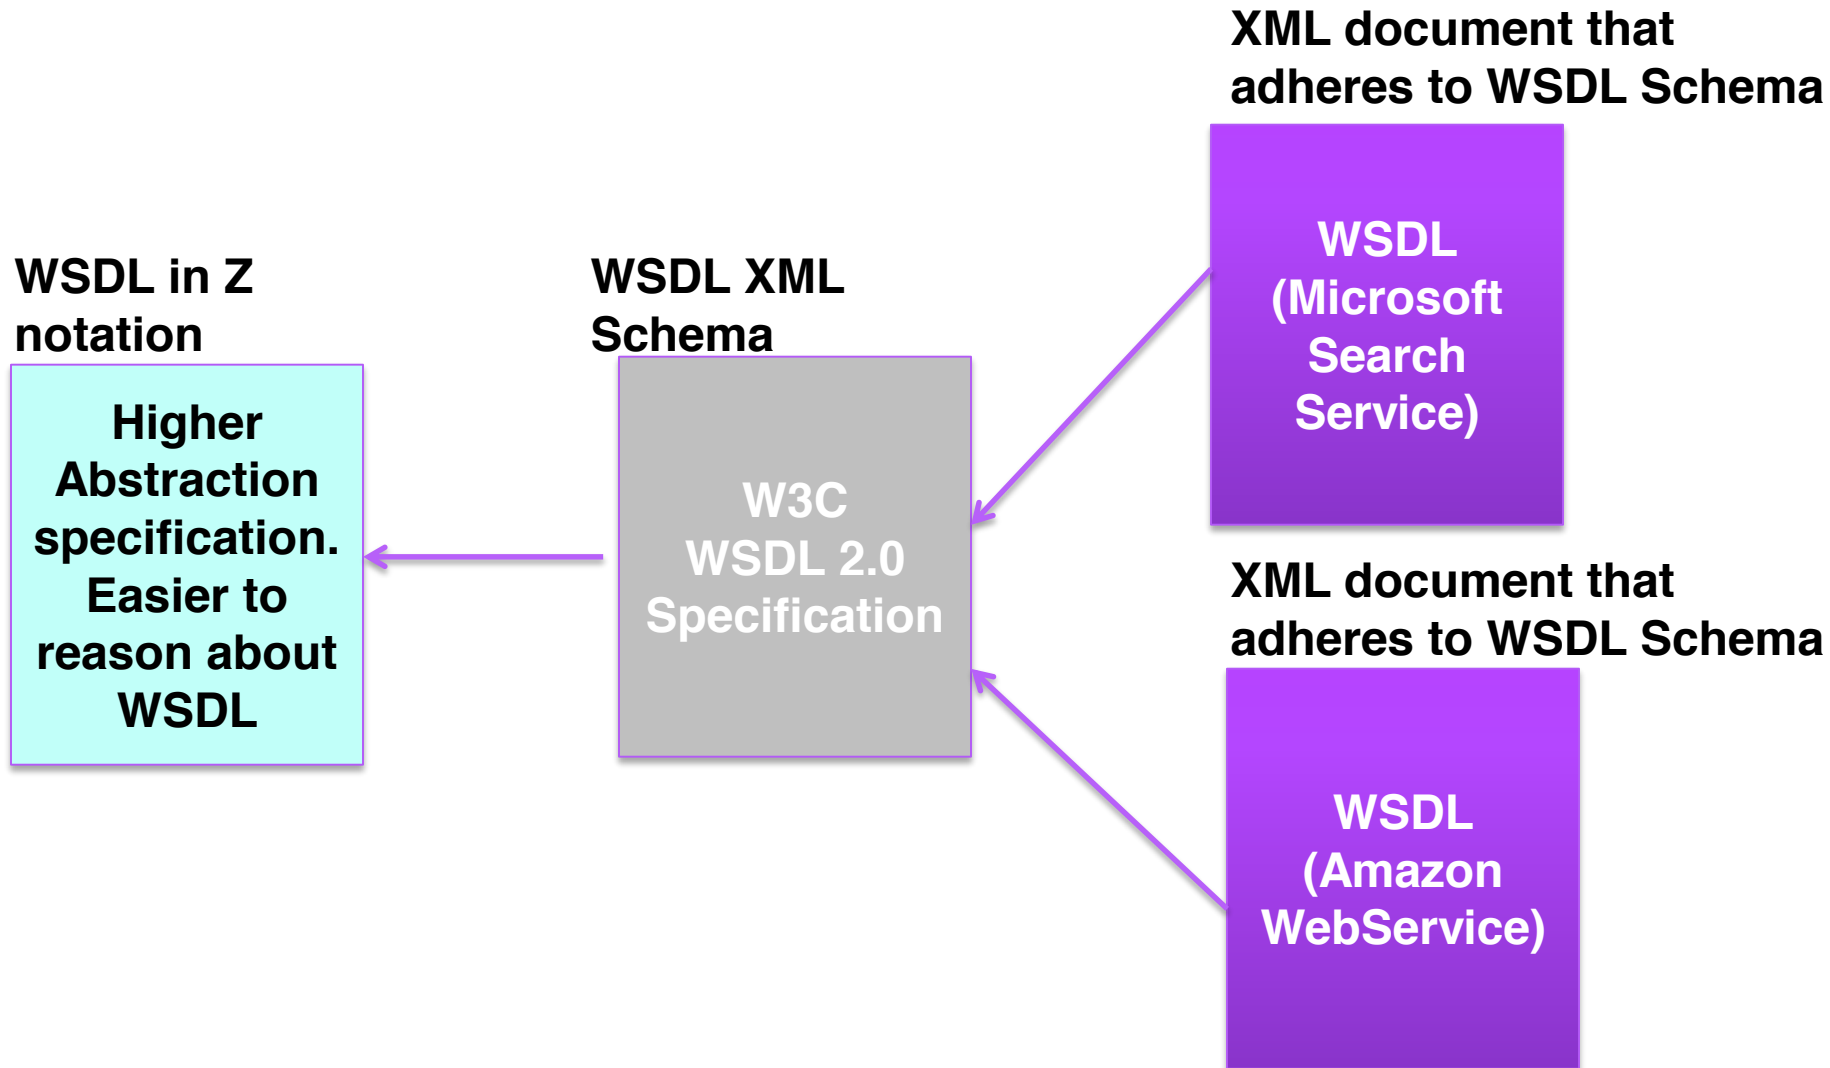 WSDL in Z
notation
Higher
Abstraction
specification.
Easier to
reason about
WSDL
WSDL XML
Schema
W3C
WSDL 2.0
Specification
XML document that
adheres to WSDL Schema
WSDL
(Microsoft
Search
Service)
XML document that
adheres to WSDL Schema
WSDL
(Amazon
WebService)